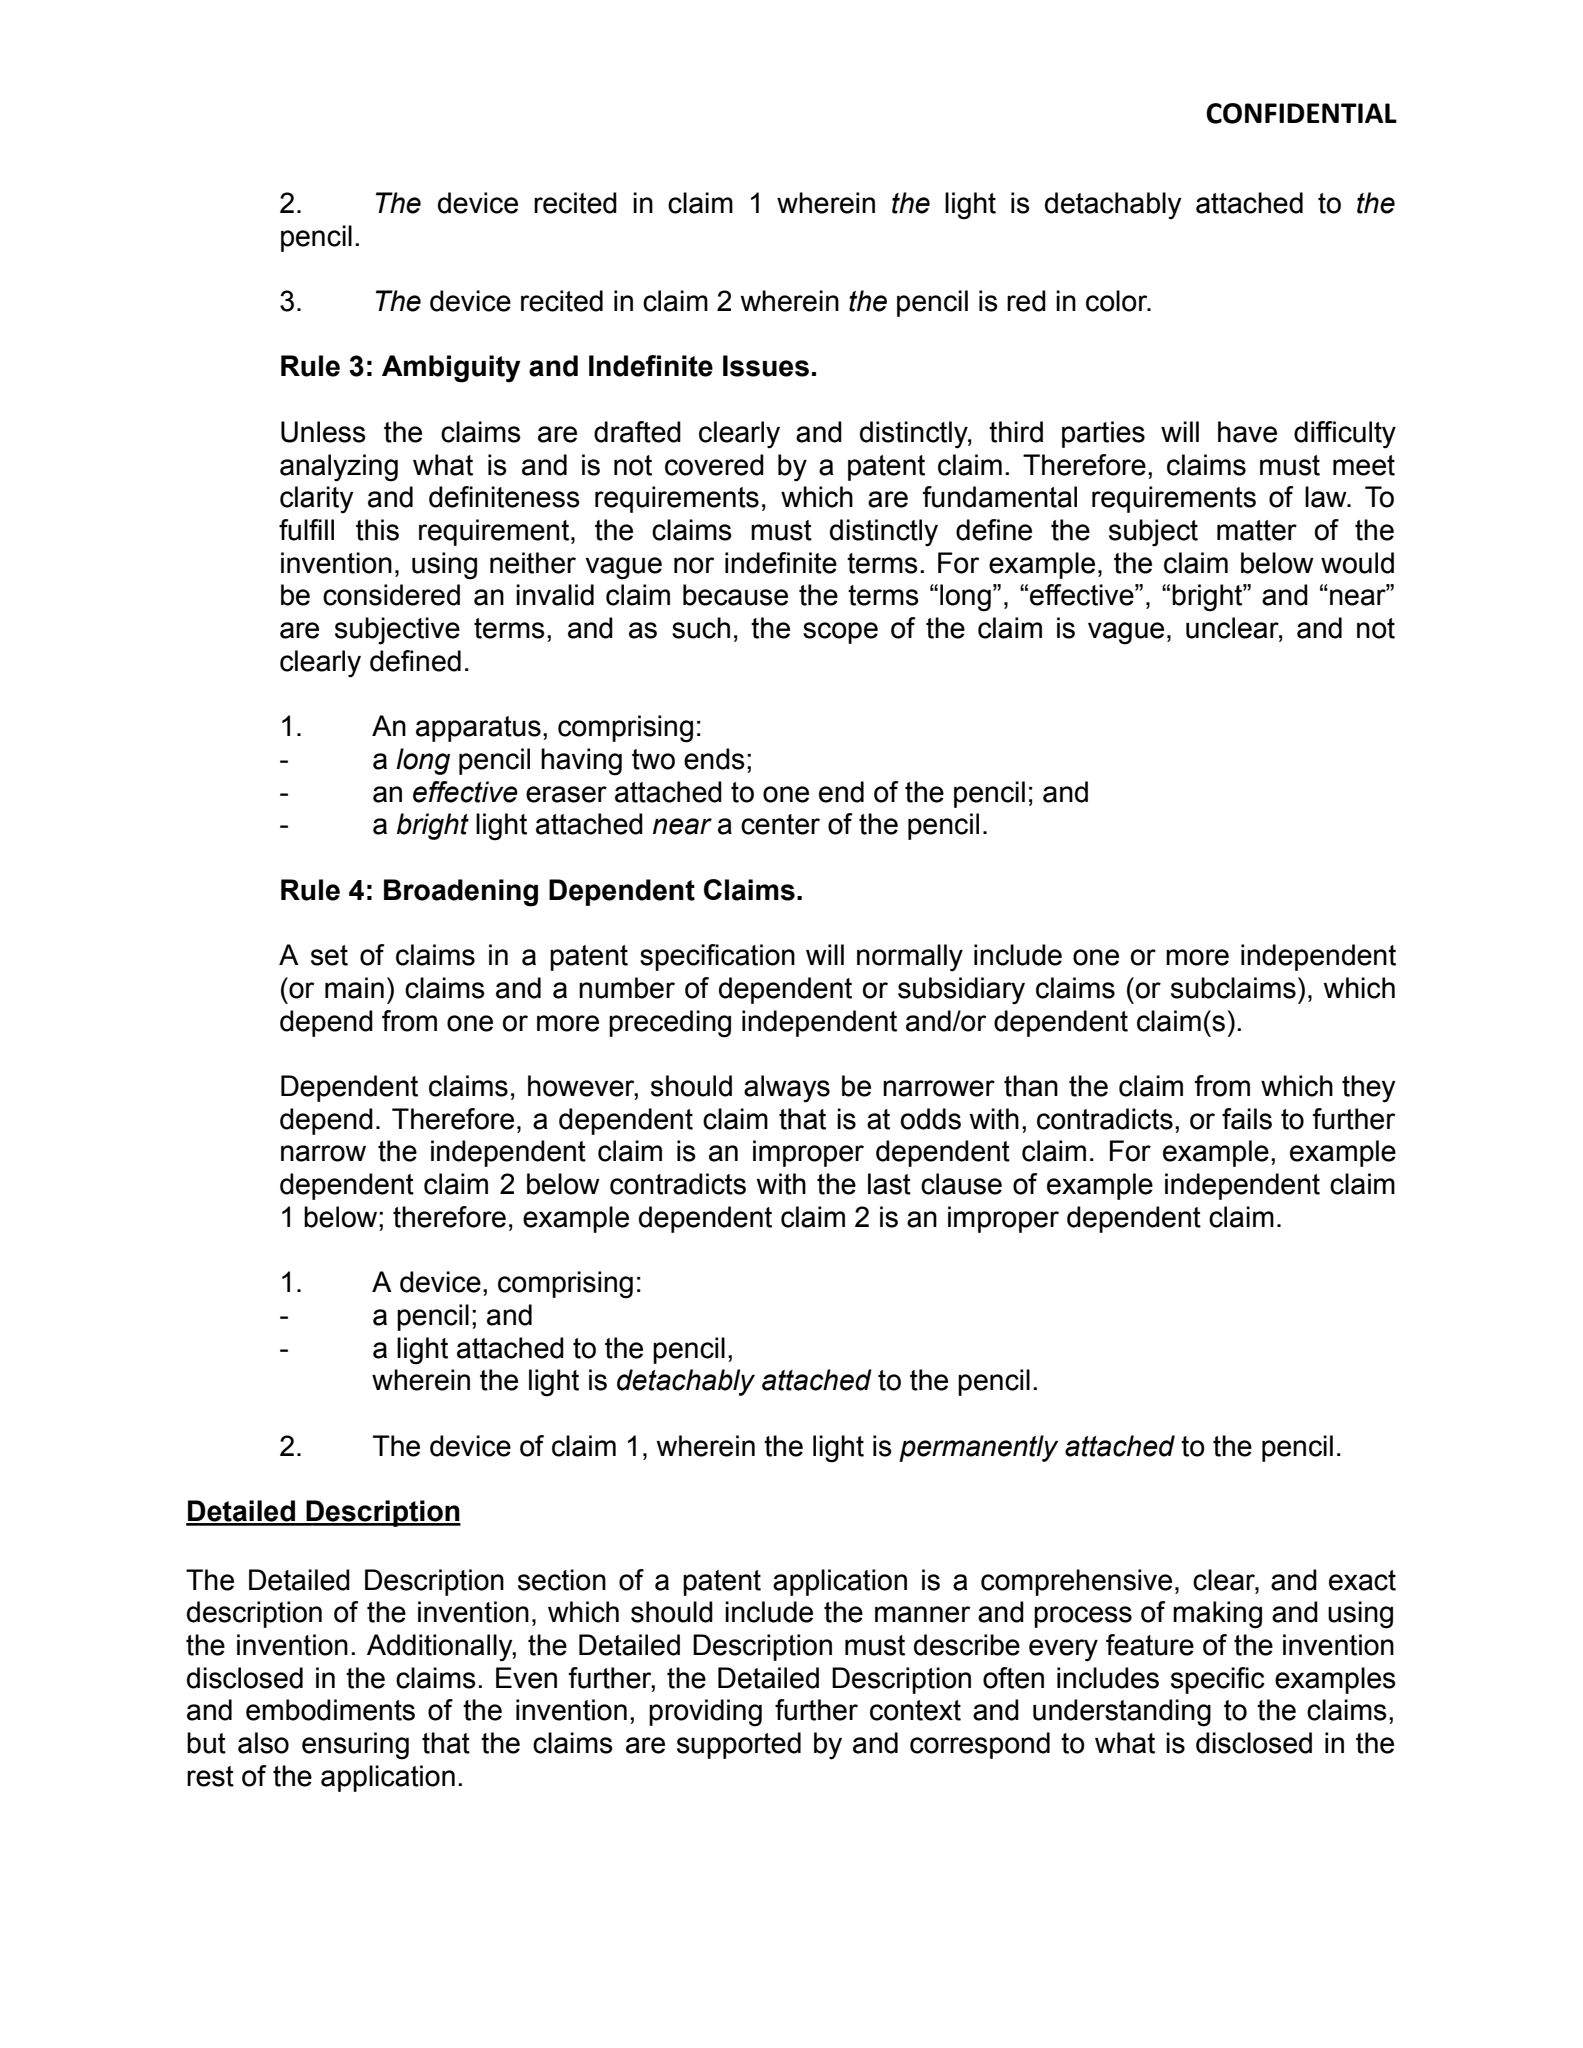 CONFIDENTIAL
2. The device recited in claim 1 wherein the light is detachably attached to the
pencil.
3. The device recited in claim 2 wherein the pencil is red in color.
Rule 3: Ambiguity and Indefinite Issues.
Unless the claims are drafted clearly and distinctly, third parties will have difficulty
analyzing what is and is not covered by a patent claim. Therefore, claims must meet
clarity and definiteness requirements, which are fundamental requirements of law. To
fulfill this requirement, the claims must distinctly define the subject matter of the
invention, using neither vague nor indefinite terms. For example, the claim below would
be considered an invalid claim because the terms “long”, “effective”, “bright” and “near”
are subjective terms, and as such, the scope of the claim is vague, unclear, and not
clearly defined.
1. An apparatus, comprising:
- a long pencil having two ends;
- an effective eraser attached to one end of the pencil; and
- a bright light attached near a center of the pencil.
Rule 4: Broadening Dependent Claims.
A set of claims in a patent specification will normally include one or more independent
(or main) claims and a number of dependent or subsidiary claims (or subclaims), which
depend from one or more preceding independent and/or dependent claim(s).
Dependent claims, however, should always be narrower than the claim from which they
depend. Therefore, a dependent claim that is at odds with, contradicts, or fails to further
narrow the independent claim is an improper dependent claim. For example, example
dependent claim 2 below contradicts with the last clause of example independent claim
1 below; therefore, example dependent claim 2 is an improper dependent claim.
1. A device, comprising:
- a pencil; and
- a light attached to the pencil,
wherein the light is detachably attached to the pencil.
2. The device of claim 1, wherein the light is permanently attached to the pencil.
Detailed Description
The Detailed Description section of a patent application is a comprehensive, clear, and exact
description of the invention, which should include the manner and process of making and using
the invention. Additionally, the Detailed Description must describe every feature of the invention
disclosed in the claims. Even further, the Detailed Description often includes specific examples
and embodiments of the invention, providing further context and understanding to the claims,
but also ensuring that the claims are supported by and correspond to what is disclosed in the
rest of the application.